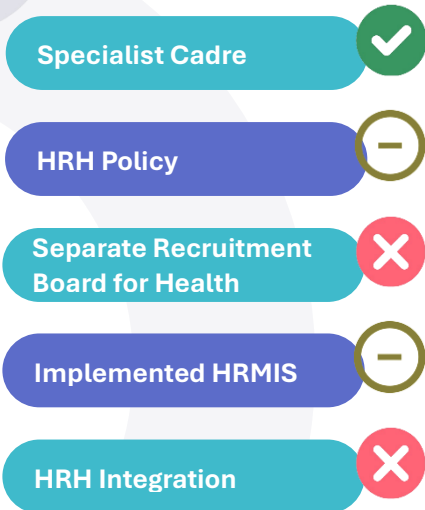 Specialist Cadre
HRH Policy
Separate Recruitment
Board for Health
Implemented HRMIS
HRH Integration